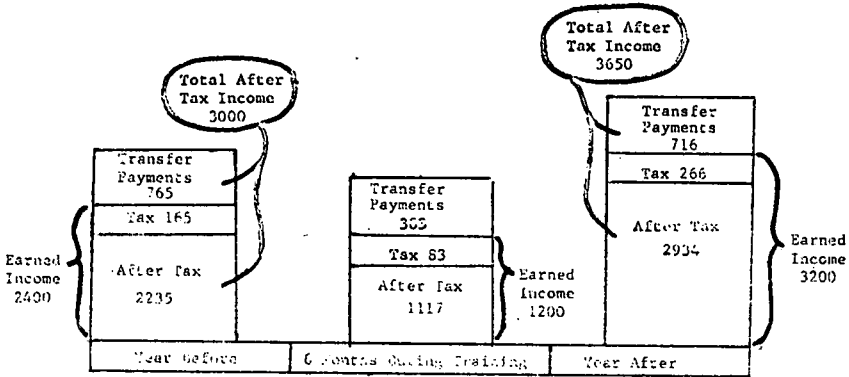 Total After
Tax Income
3650
Total After
Tax Income
3000
Transfer
Payments
716
Tax 266
After Tax
2934
Earned
Income
3200
Transfer
Payments
765
Tax 165
After Tax
2235
Earned
Income
2400
Transfer
Payments
Tax 83
After Tax
1117
Earned
Income
1200
Year Before
6 Months During Training
Year After